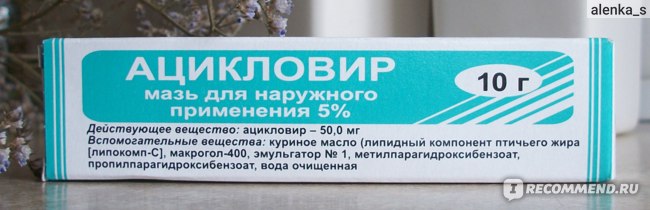 alenka_s
АЦИКЛОВИР
мазь для наружного
применения 5%
10 г
Действующее вещество: ацикловир – 50,0 мг
Вспомогательные вещества: куриное масло (липидный компонент птичьего жира
[липокомп-С], макрогол-400, эмульгатор № 1, метилпарагидроксибензоат,
пропилпарагидроксибензоат, вода очищенная
IRECOMMEND.RU